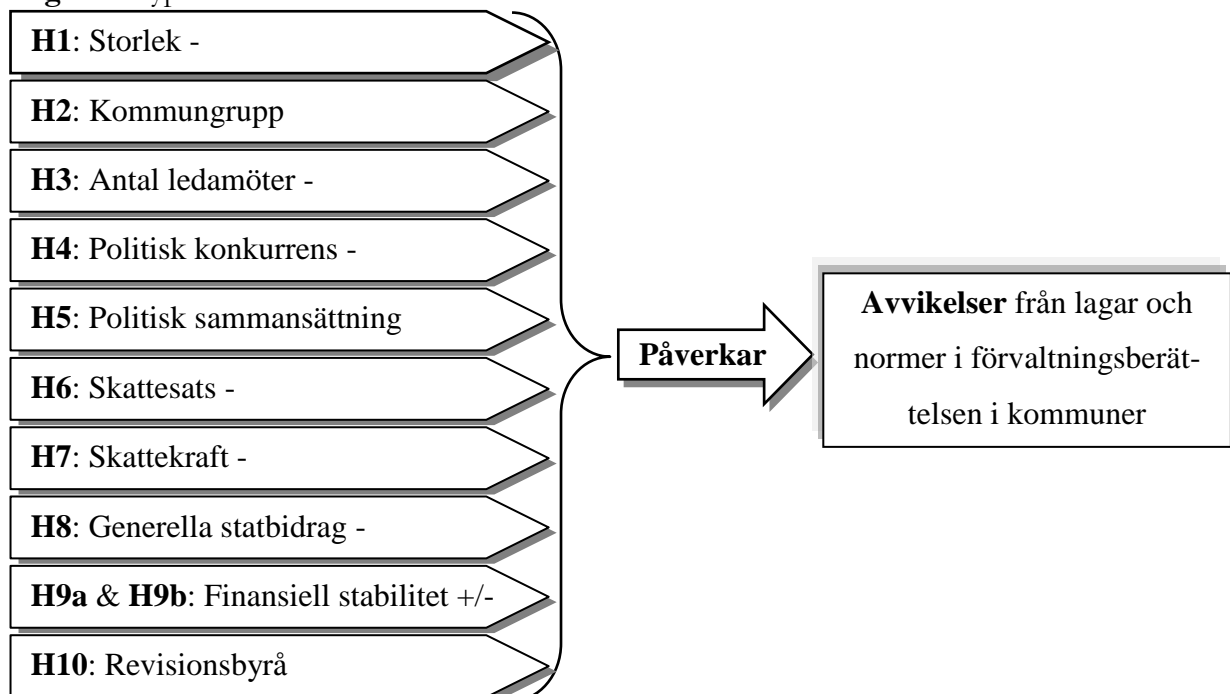 H1: Storlek -
H2: Kommungrupp
H3: Antal ledamöter -
H4: Politisk konkurrens -
H5: Politisk sammansättning
H6: Skattesats -
H7: Skattekraft -
H8: Generella statbidrag -
H9a & H9b: Finansiell stabilitet +/-
H10: Revisionsbyrå
Påverkar
Avvikelser från lagar och
normer i förvaltningsberät-
telsen i kommuner